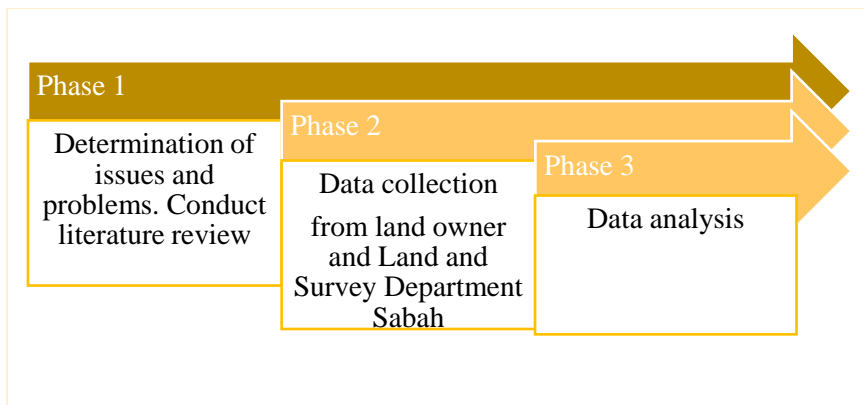 Phase 1
Determination of
issues and
problems. Conduct
literature review
Phase 2
Data collection
from land owner
and Land and
Survey Department
Sabah
Phase 3
Data analysis